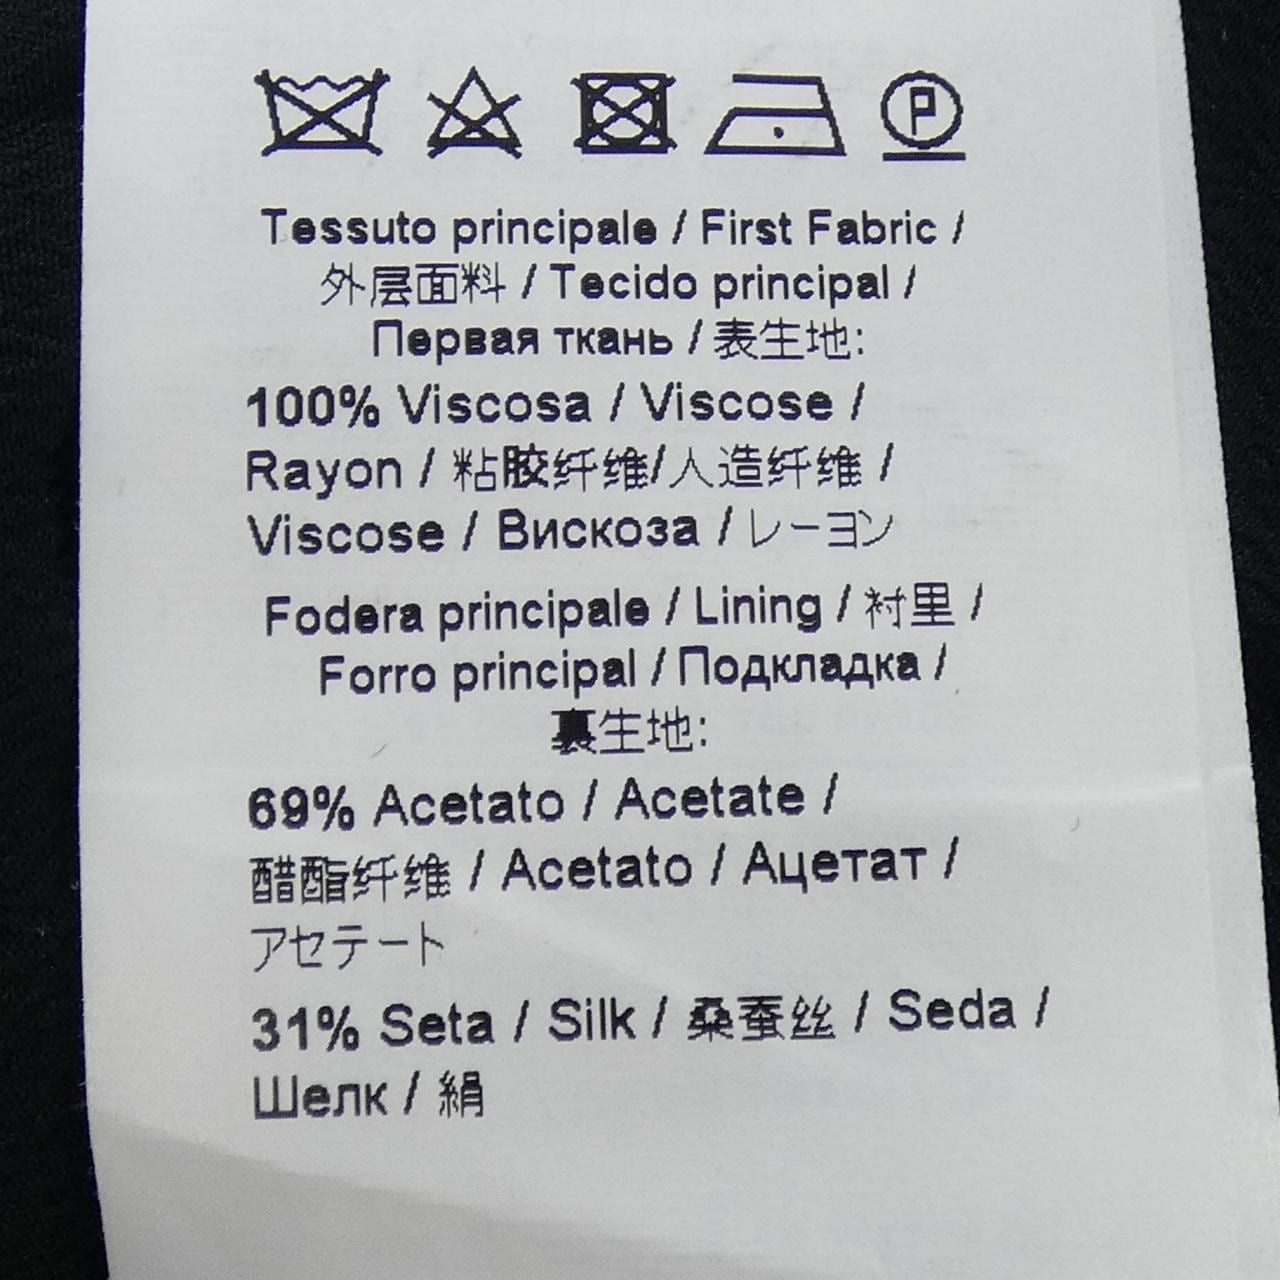 P
Tessuto principale / First Fabric /
外层面料 / Tecido principal /
Первая ткань / 表生地:
100% Viscosa / Viscose /
Rayon / 粘胶纤维/人造纤维 /
Viscose / Вискоза / レーヨン
Fodera principale / Lining / 衬里 /
Forro principal / Подкладка /
裏生地:
69% Acetato / Acetate /
醋酯纤维 / Acetato / Ацетат /
アセテート
31% Seta / Silk / 桑蚕丝 / Seda /
Шелк / 絹